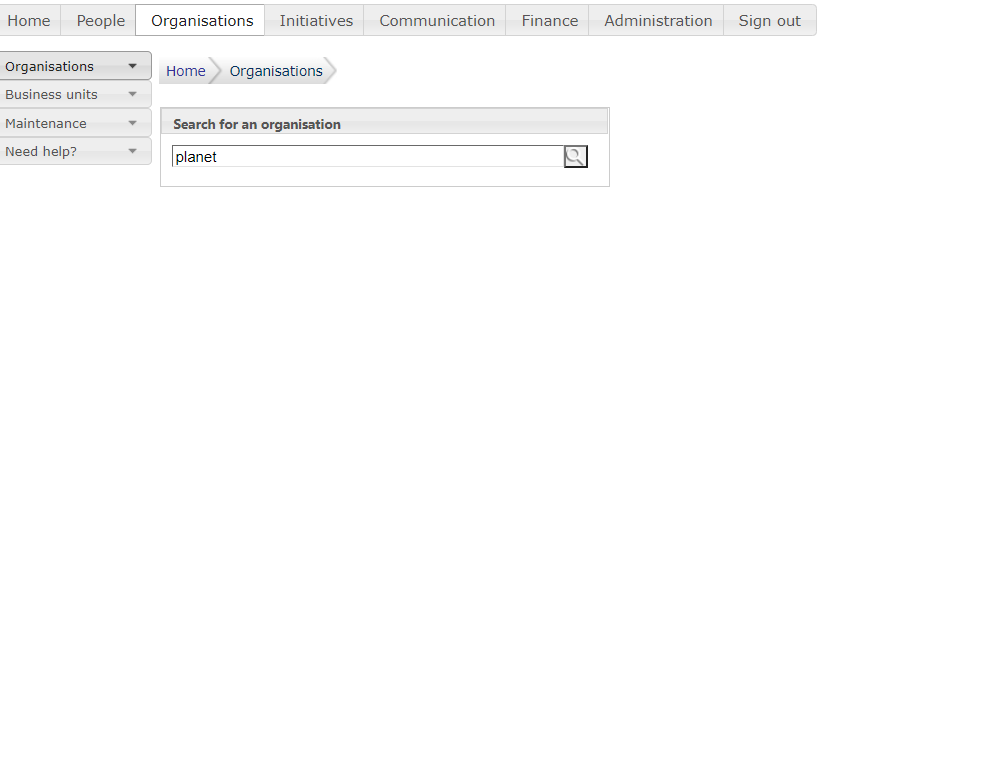 Home People Organisations Initiatives Communication Finance Administration Sign out
Organisations
Business units
Maintenance
Need help?
Home Organisations
Search for an organisation
planet